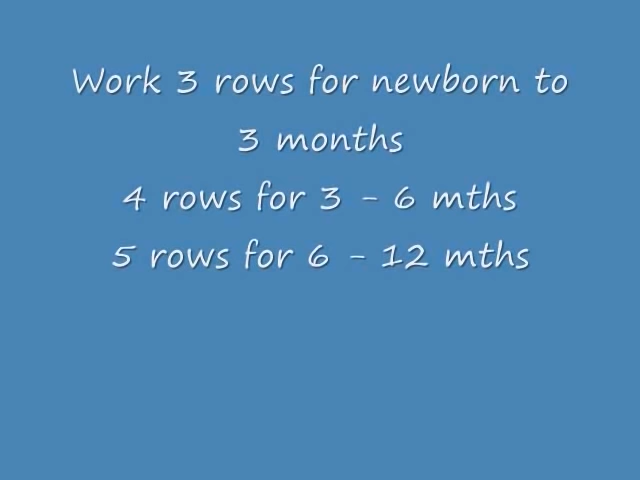 Work 3 rows for newborn to
3 months
4 rows for 3 - 6 mths
5 rows for 6 - 12 mths